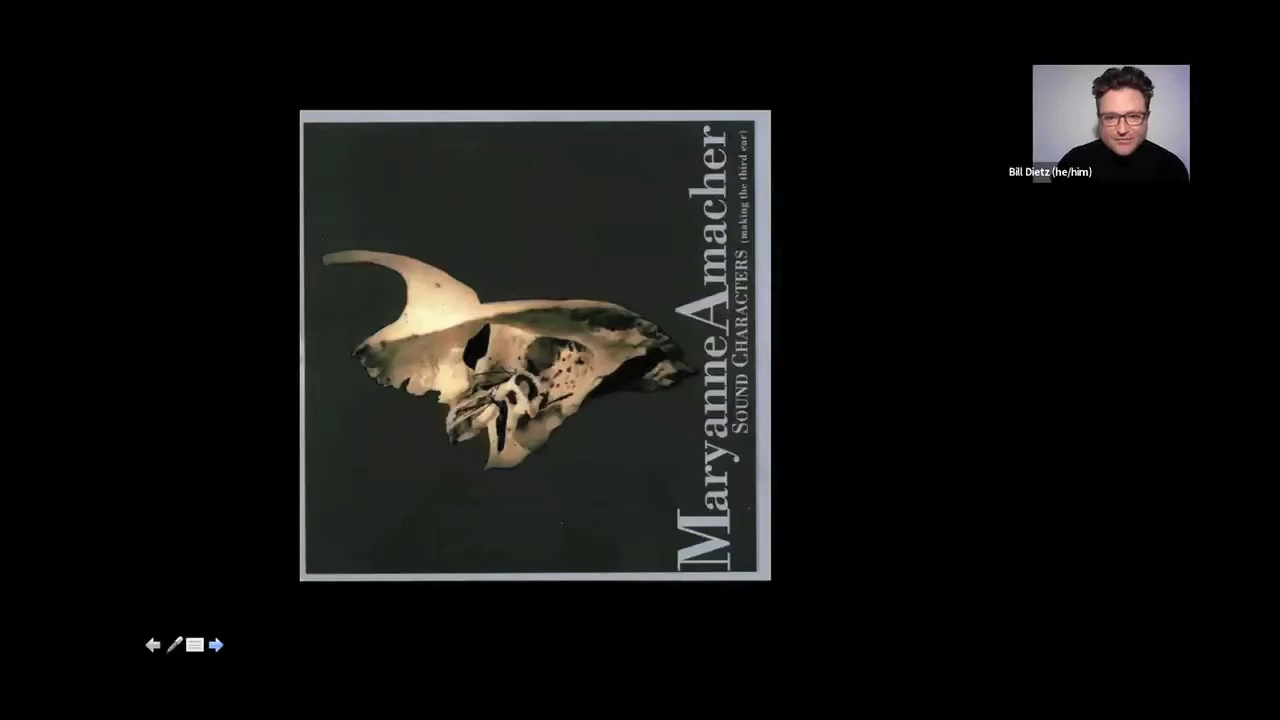 Bill Dietz (he/him)
MaryanneAmacher
SOUND CHARACTERS (making the third ear)